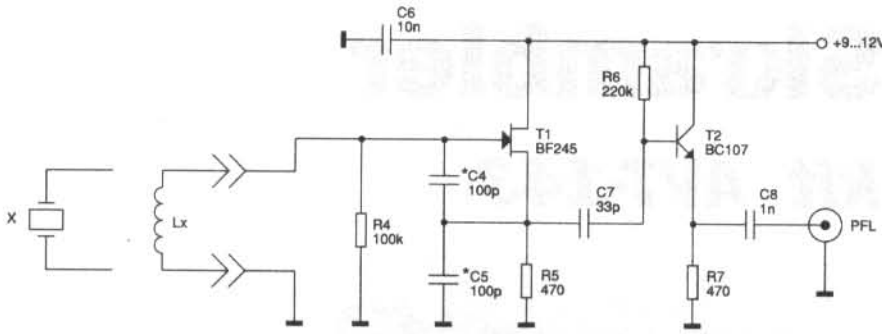 C6
10n
+9...12V
R6
220k
T1
BF245
T2
BC107
*C4
100p
C7
33p
C8
1n
X
Lx
R4
100k
PFL
*C5
100p
R5
470
R7
470